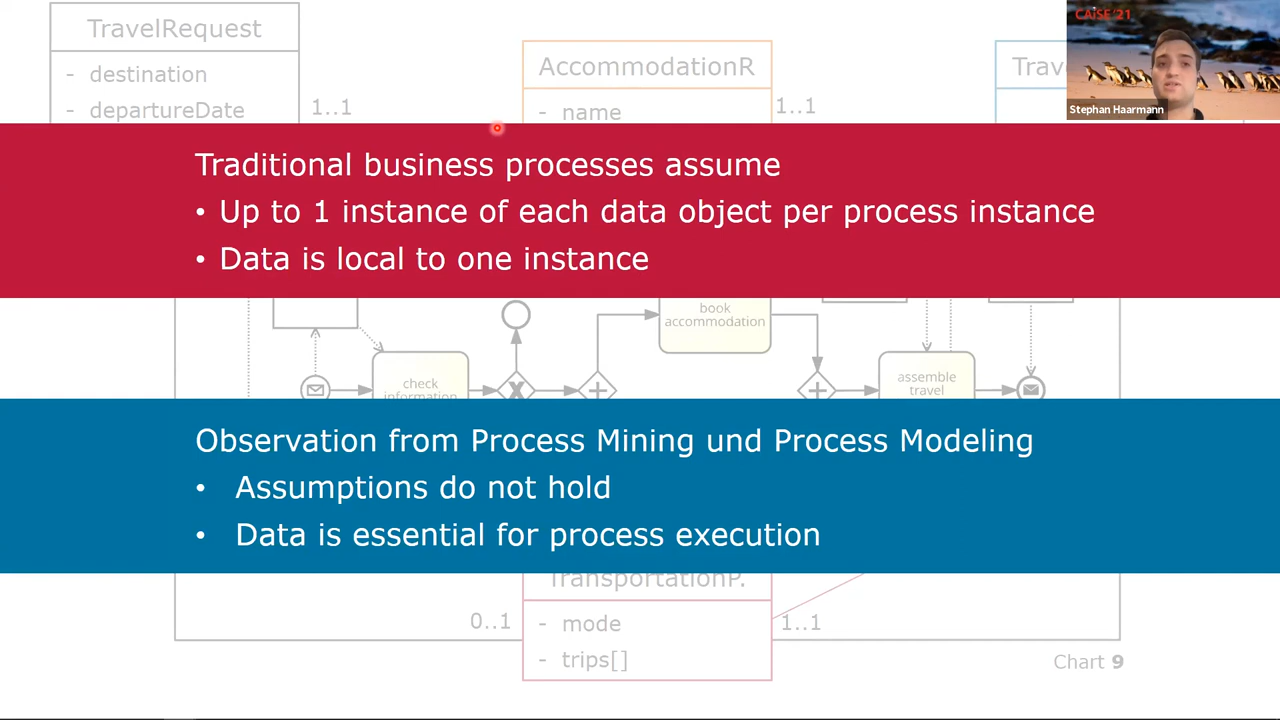 TravelRequest
- destination
- departureDate
1..1
AccommodationR
- name
1..1
CAiSE '21
Stephan Haarmann
Traditional business processes assume
• Up to 1 instance of each data object per process instance
• Data is local to one instance
book
accommodation
check
information
X
+
+
assemble
travel
Observation from Process Mining und Process Modeling
• Assumptions do not hold
• Data is essential for process execution
TransportationP.
0..1
- mode
1..1
- trips[]
Chart 9